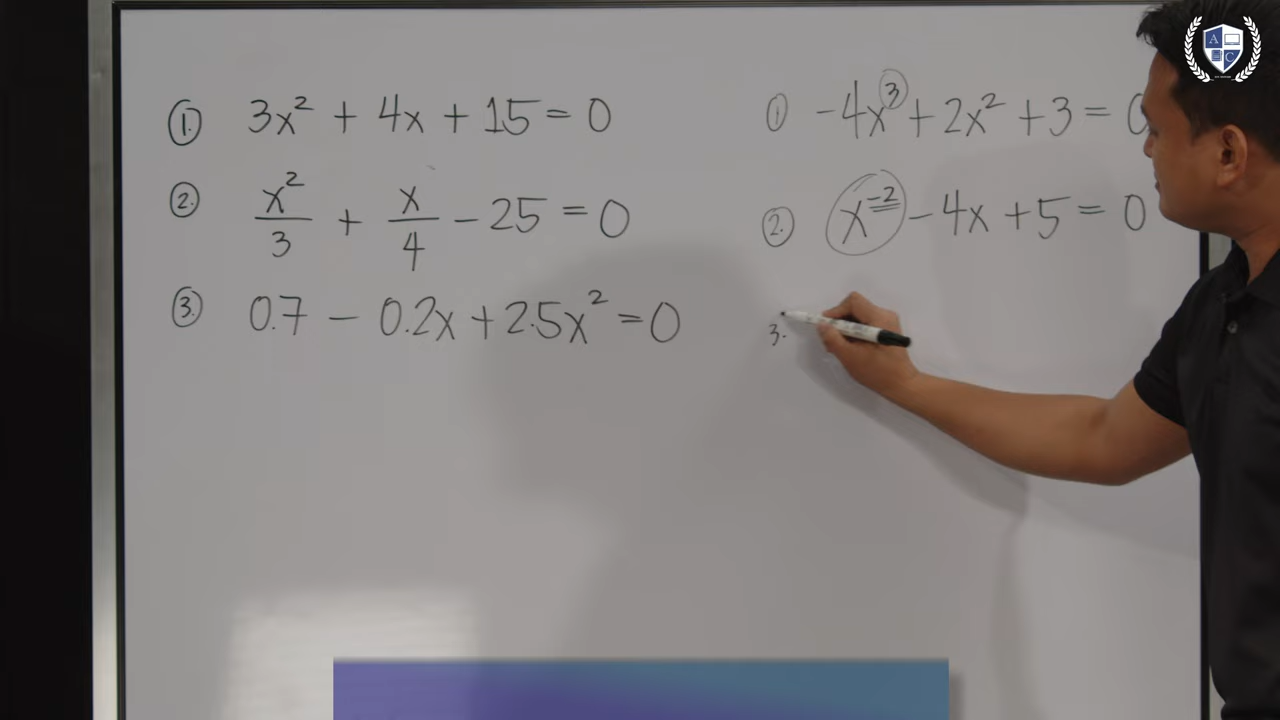 1. 3x² + 4x + 15 = 0
2. x²/3 + x/4 - 25 = 0
3. 0.7 - 0.2x + 2.5x² = 0
1) -4x³ + 2x² + 3 = 0
2. x⁻² - 4x + 5 = 0
3.
A
C